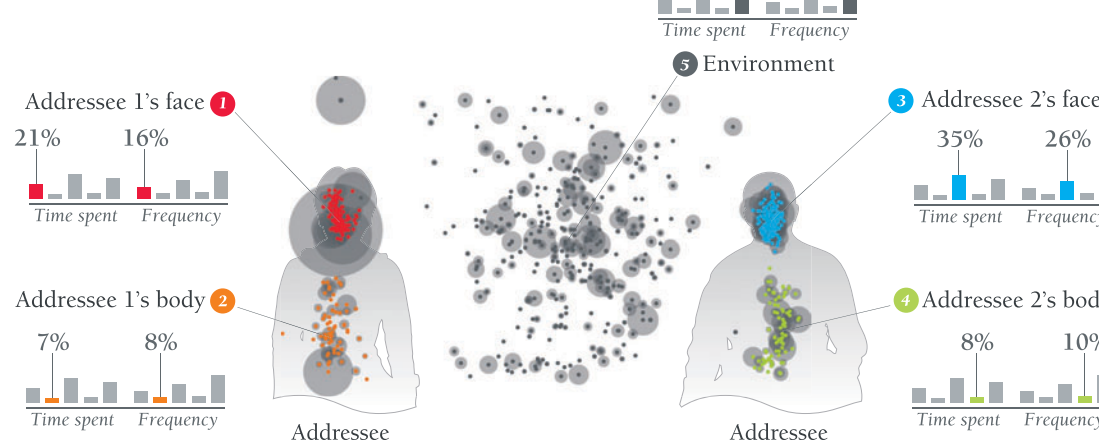 Time spent Frequency
5 Environment
Addressee 1's face 1
3 Addressee 2's face
21% 16%
35% 26%
Time spent Frequency
Time spent Frequency
Addressee 1's body 2
4 Addressee 2's bod
7% 8%
8% 10%
Time spent Frequency
Time spent Frequency
Addressee
Addressee